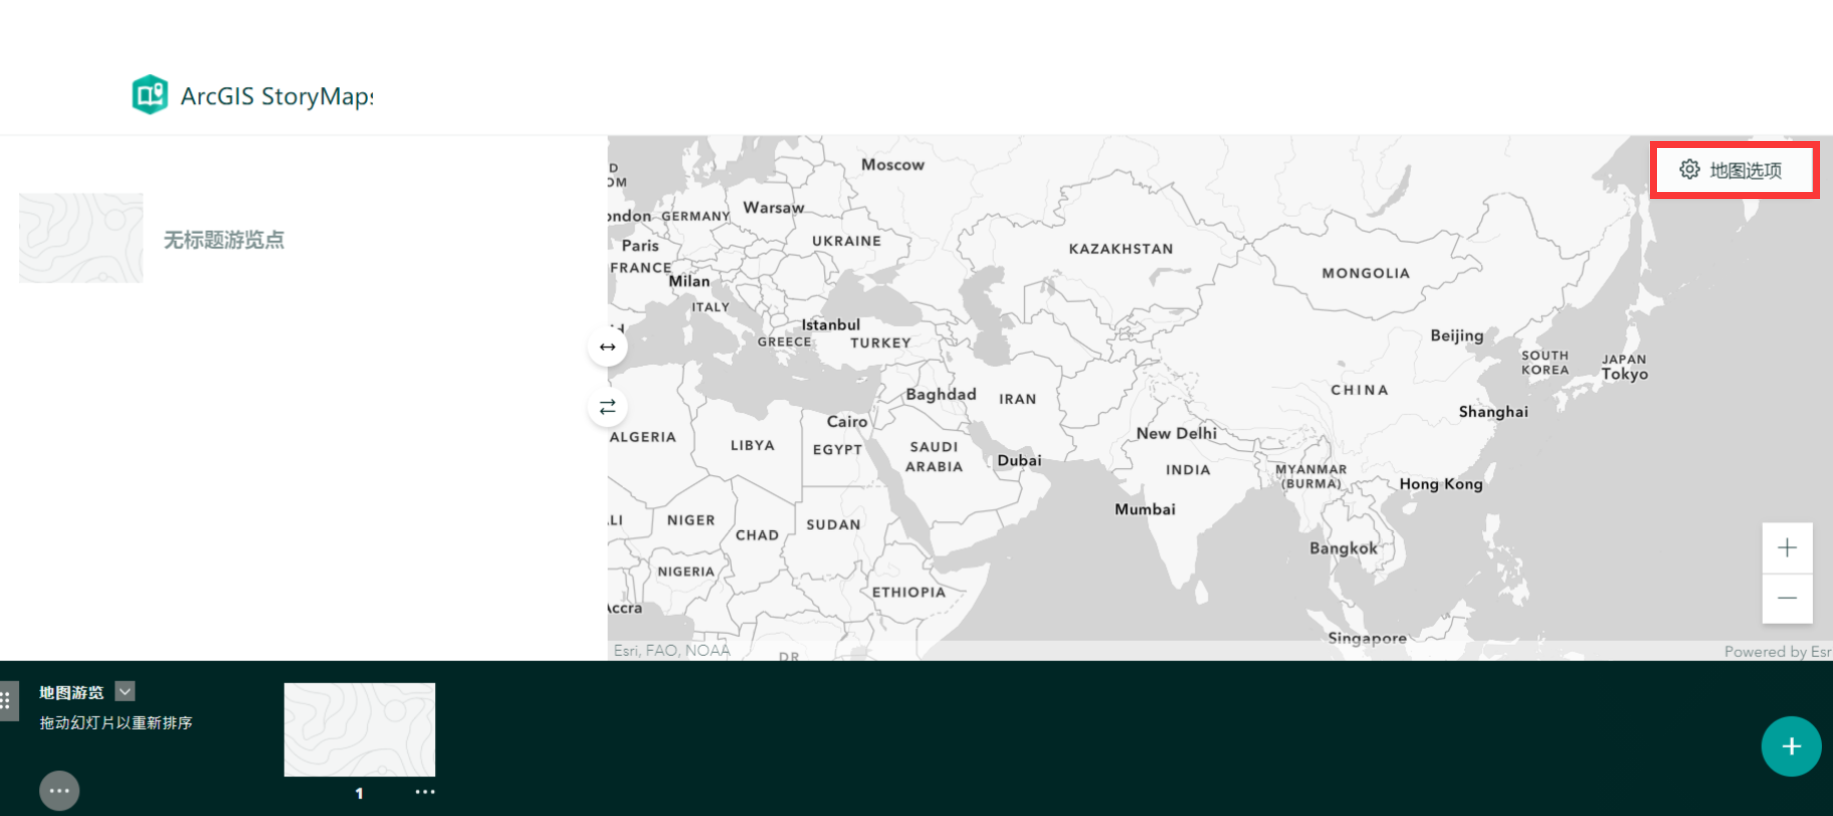 ArcGIS StoryMaps
地图选项
无标题游览点
Moscow
Warsaw
GERMANY
UKRAINE
Paris
FRANCE
Milan
ITALY
KAZAKHSTAN
MONGOLIA
Istanbul
GREECE
TURKEY
Beijing
SOUTH
KOREA
JAPAN
Tokyo
Baghdad
IRAN
CHINA
Shanghai
Cairo
ALGERIA
LIBYA
EGYPT
SAUDI
ARABIA
Dubai
New Delhi
INDIA
MYANMAR
(BURMA)
Hong Kong
Mumbai
NIGER
CHAD
SUDAN
Bangkok
NIGERIA
ETHIOPIA
Accra
Singapore
DR
Esri, FAO, NOAA
Powered by Esr
地图游览
拖动幻灯片以重新排序
1